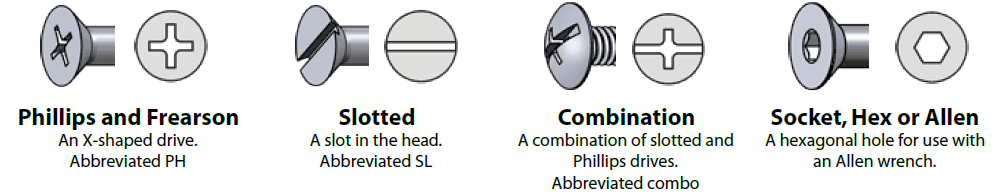 Phillips and Frearson
An X-shaped drive.
Abbreviated PH
Slotted
A slot in the head.
Abbreviated SL
Combination
A combination of slotted and
Phillips drives.
Abbreviated combo
Socket, Hex or Allen
A hexagonal hole for use with
an Allen wrench.